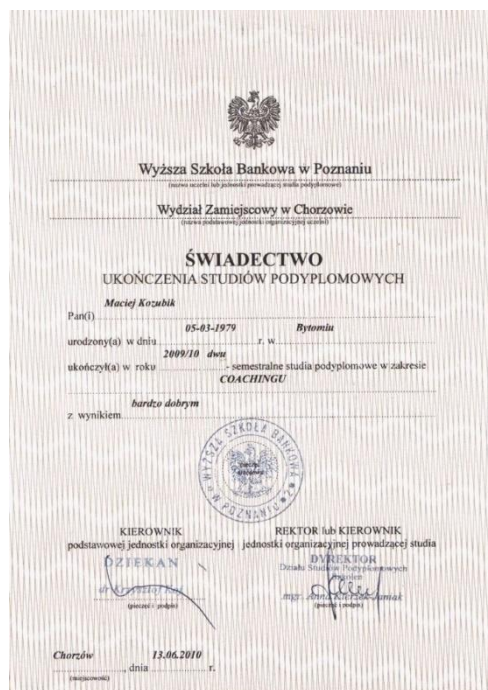 Wyższa Szkoła Bankowa w Poznaniu
(nazwa uczelni lub jednostki prowadzącej studia podyplomowe)
Wydział Zamiejscowy w Chorzowie
(nazwa podstawowej jednostki organizacyjnej uczelni)
ŚWIADECTWO
UKOŃCZENIA STUDIÓW PODYPLOMOWYCH
Maciej Kozubik
Pan(i)
05-03-1979 Bytomiu
urodzony(a) w dniu r. w
2009/10 dwu
ukończył(a) w roku - semestralne studia podyplomowe w zakresie
COACHINGU
bardzo dobrym
z wynikiem
WYŻSZA SZKOŁA BANKOWA W POZNANIU
KIEROWNIK
podstawowej jednostki organizacyjnej
DZIEKAN
(pieczęć i podpis)
REKTOR lub KIEROWNIK
jednostki organizacyjnej prowadzącej studia
DYREKTOR
Działu Studiów Podyplomowych
mgr Anna
(pieczęć i podpis)
Chorzów 13.06.2010
, dnia r.
(miejscowość)